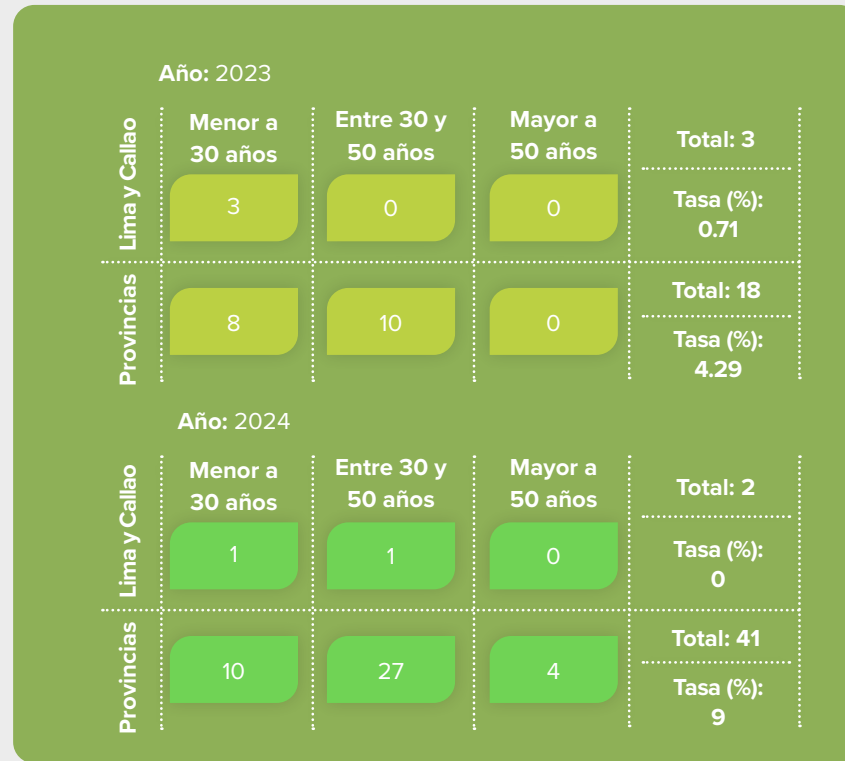 Año: 2023
Lima y Callao
Menor a
30 años
Entre 30 y
50 años
Mayor a
50 años
Total: 3
3
0
0
Tasa (%):
0.71
Provincias
8
10
0
Total: 18
Tasa (%):
4.29
Año: 2024
Lima y Callao
Menor a
30 años
Entre 30 y
50 años
Mayor a
50 años
Total: 2
1
1
0
Tasa (%):
0
Provincias
10
27
4
Total: 41
Tasa (%):
9